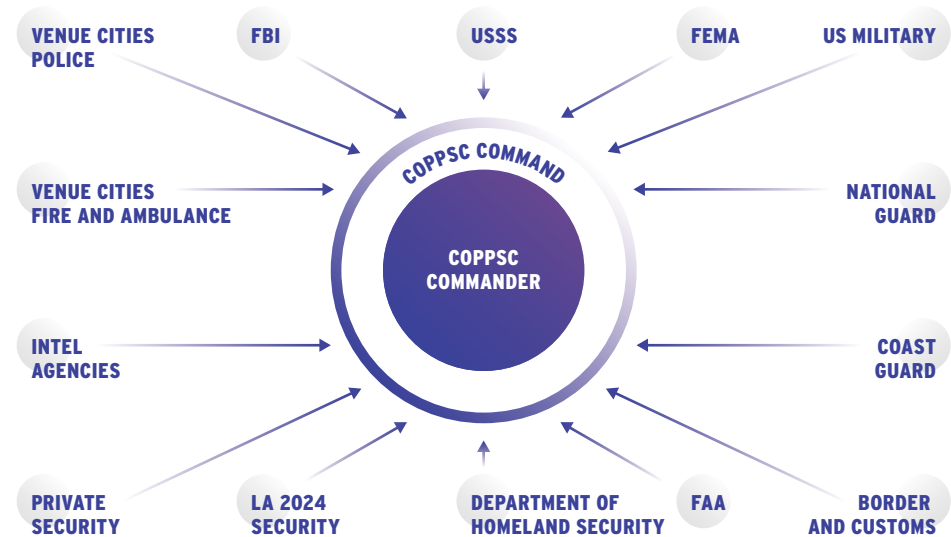 VENUE CITIES
POLICE
FBI
USSS
FEMA
US MILITARY
COPPSC COMMAND
VENUE CITIES
FIRE AND AMBULANCE
NATIONAL
GUARD
COPPSC
COMMANDER
INTEL
AGENCIES
COAST
GUARD
PRIVATE
SECURITY
LA 2024
SECURITY
DEPARTMENT OF
HOMELAND SECURITY
FAA
BORDER
AND CUSTOMS